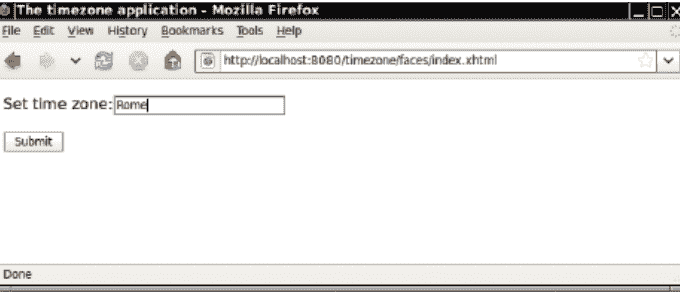 The timezone application - Mozilla Firefox
File Edit View History Bookmarks Tools Help
http://localhost:8080/timezone/faces/index.xhtml
Set time zone: Rome
Submit
Done